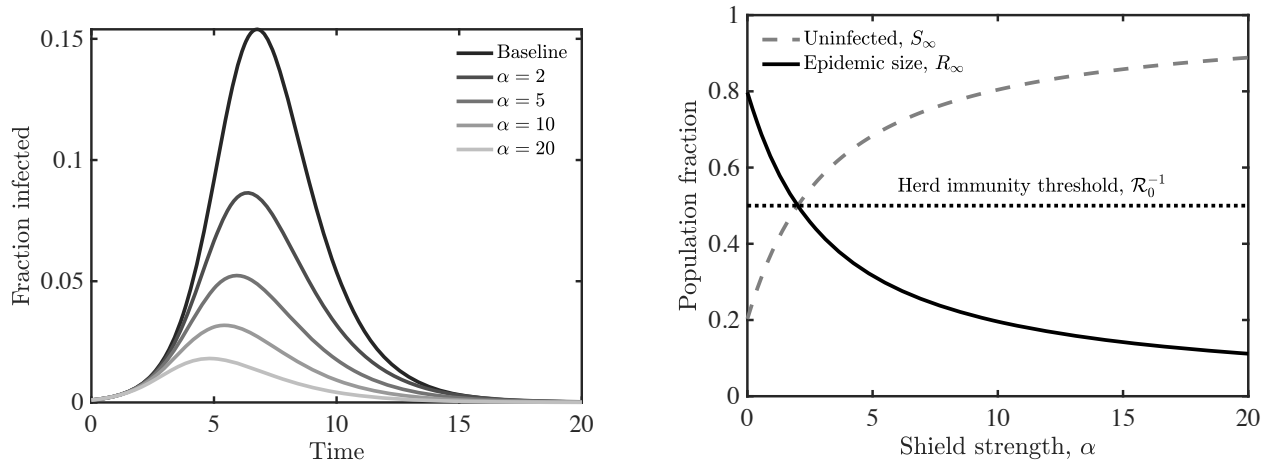 Fraction infected
0.15
0.1
0.05
0
0
5
10
15
20
Time
Baseline
α = 2
α = 5
α = 10
α = 20
Population fraction
1
0.8
0.6
0.4
0.2
0
0
5
10
15
20
Shield strength, α
Uninfected, S∞
Epidemic size, R∞
Herd immunity threshold, ℛ₀⁻¹